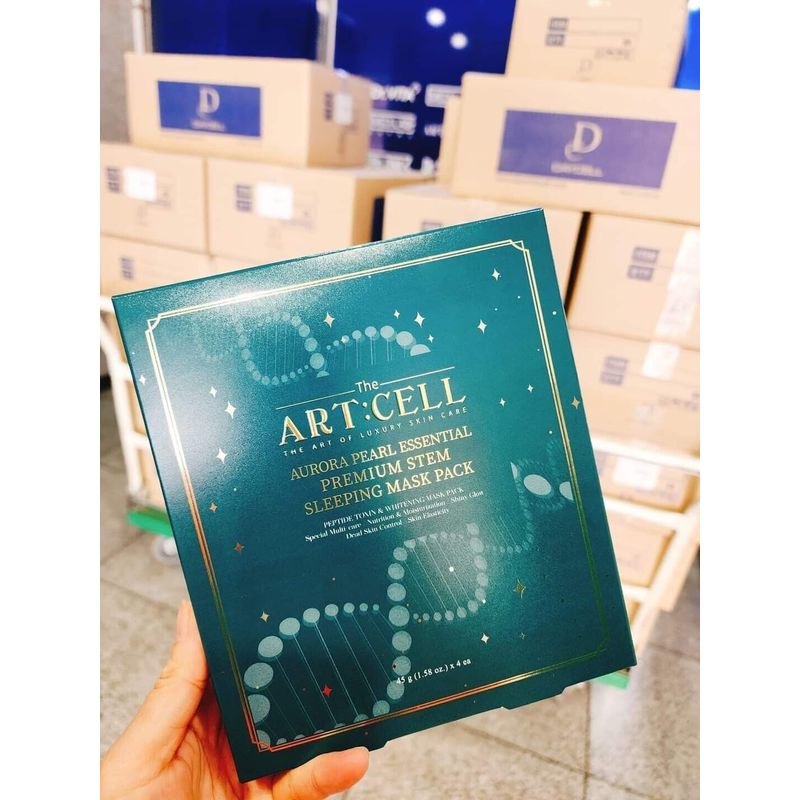 D
DAYCELL
D
DAYCELL
The
ART:CELL
THE ART OF LUXURY SKIN CARE
AURORA PEARL ESSENTIAL
PREMIUM STEM
SLEEPING MASK PACK
PEPTIDE TOXIN & WHITENING MASK PACK
Special Multi-care · Nutrition & Moisturization · Shiny Glow
Dead Skin Control · Skin Elasticity
45 g (1.58 oz.) x 4 ea